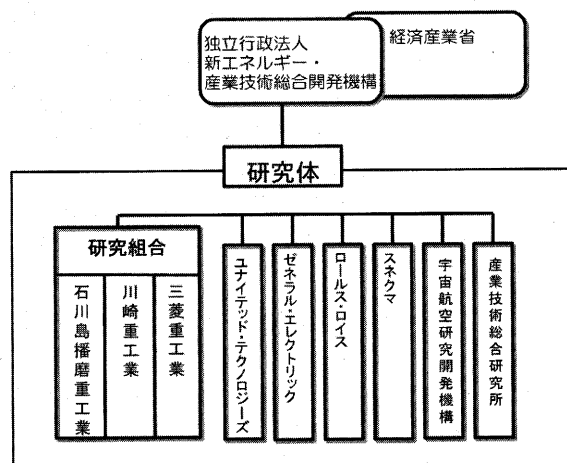 独立行政法人
新エネルギー・
産業技術総合開発機構
経済産業省
研究体
研究組合
石川島播磨重工業
川崎重工業
三菱重工業
ユナイテッド・テクノロジーズ
ゼネラル・エレクトリック
ロールス・ロイス
スネクマ
宇宙航空研究開発機構
産業技術総合研究所